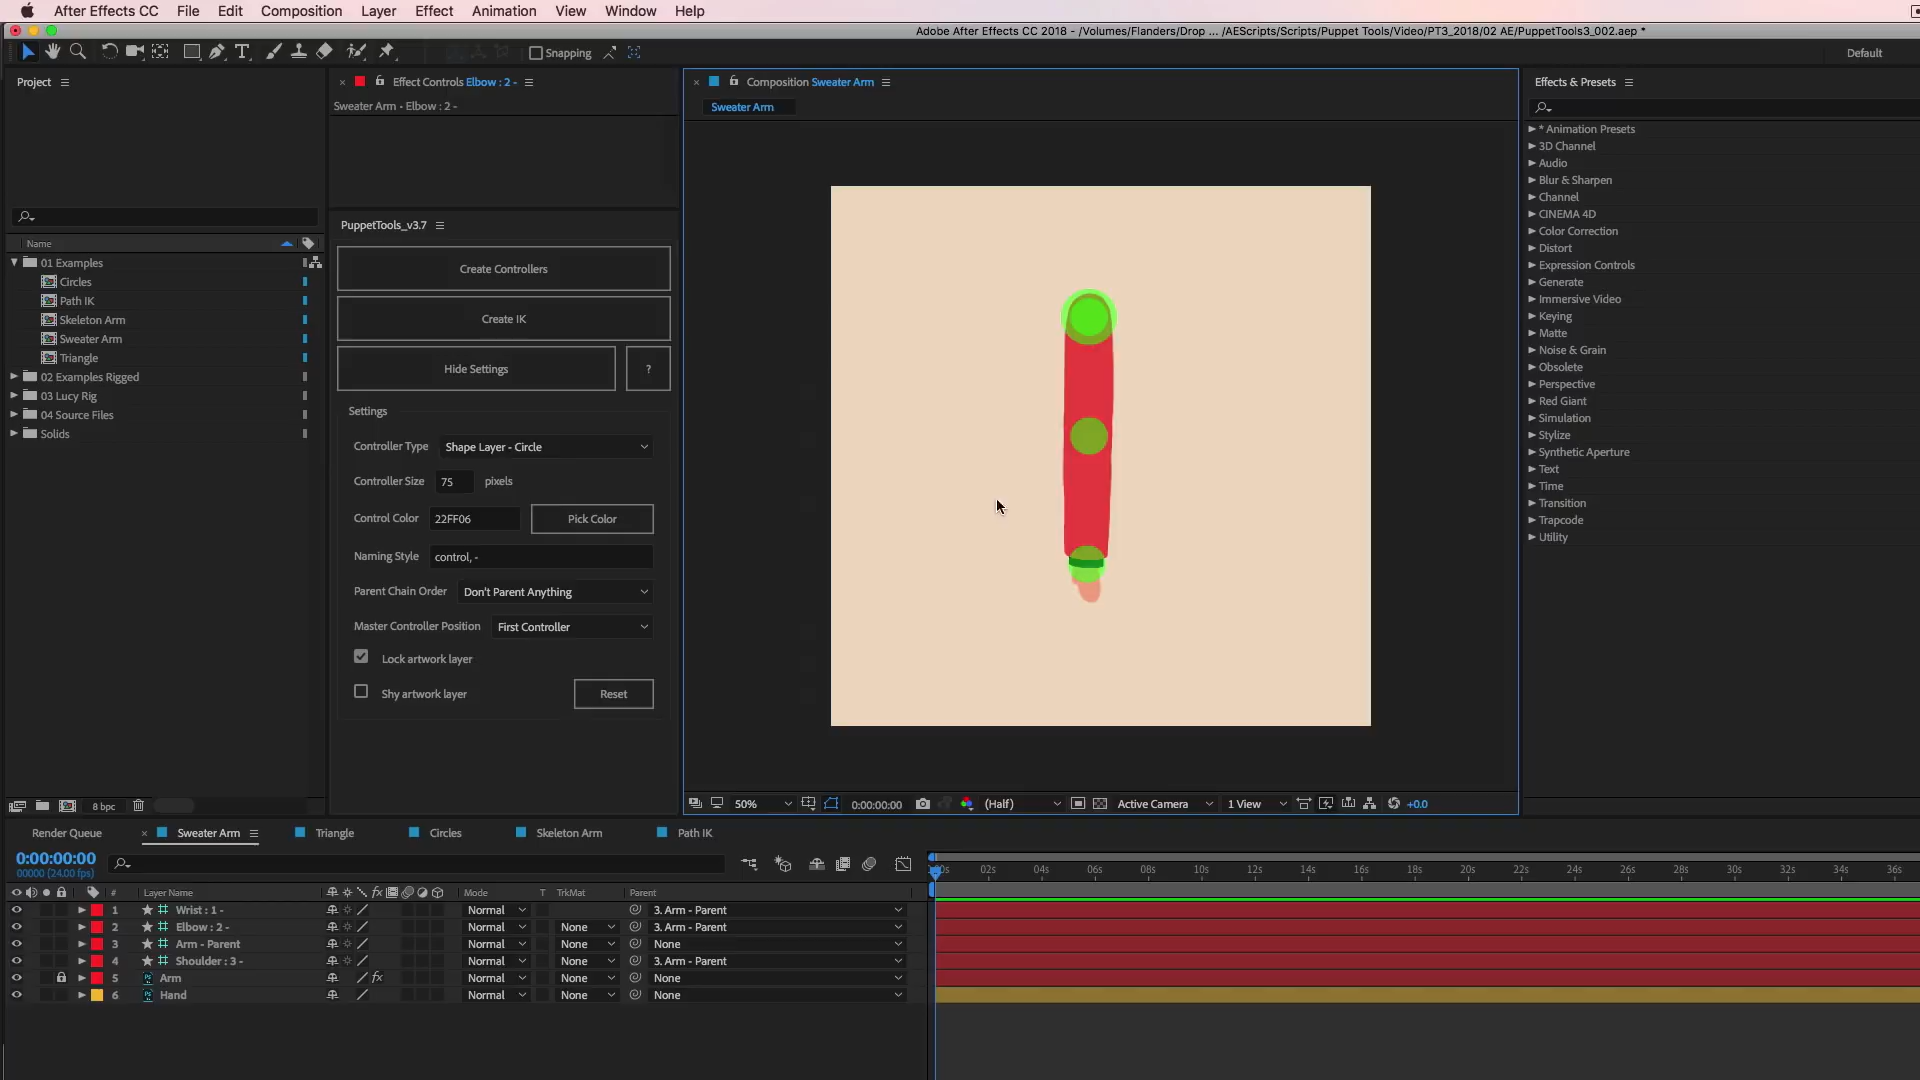 After Effects CC File Edit Composition Layer Effect Animation View Window Help
Adobe After Effects CC 2018 - /Volumes/Flanders/Drop ... /AEScripts/Scripts/Puppet Tools/Video/PT3_2018/02 AE/PuppetTools3_002.aep *
Snapping
Default
Project
Effect Controls Elbow : 2 -
Composition Sweater Arm
Effects & Presets
Sweater Arm - Elbow : 2 -
Sweater Arm
Name
01 Examples
Circles
Path IK
Skeleton Arm
Sweater Arm
Triangle
02 Examples Rigged
03 Lucy Rig
04 Source Files
Solids
8 bpc
PuppetTools_v3.7
Create Controllers
Create IK
Hide Settings
?
Settings
Controller Type Shape Layer - Circle
Controller Size 75 pixels
Control Color 22FF06 Pick Color
Naming Style control, -
Parent Chain Order Don't Parent Anything
Master Controller Position First Controller
Lock artwork layer
Shy artwork layer Reset
50% 0:00:00:00 (Half) Active Camera 1 View +0.0
* Animation Presets
3D Channel
Audio
Blur & Sharpen
Channel
CINEMA 4D
Color Correction
Distort
Expression Controls
Generate
Immersive Video
Keying
Matte
Noise & Grain
Obsolete
Perspective
Red Giant
Simulation
Stylize
Synthetic Aperture
Text
Time
Transition
Trapcode
Utility
Render Queue Sweater Arm Triangle Circles Skeleton Arm Path IK
0:00:00:00
00000 (24.00 fps)
02s 04s 06s 08s 10s 12s 14s 16s 18s 20s 22s 24s 26s 28s 30s 32s 34s 36s
# Layer Name fx Mode T TrkMat Parent
1 Wrist : 1 - Normal 3. Arm - Parent
2 Elbow : 2 - Normal None 3. Arm - Parent
3 Arm - Parent Normal None None
4 Shoulder : 3 - Normal None 3. Arm - Parent
5 Arm fx Normal None None
6 Hand Normal None None